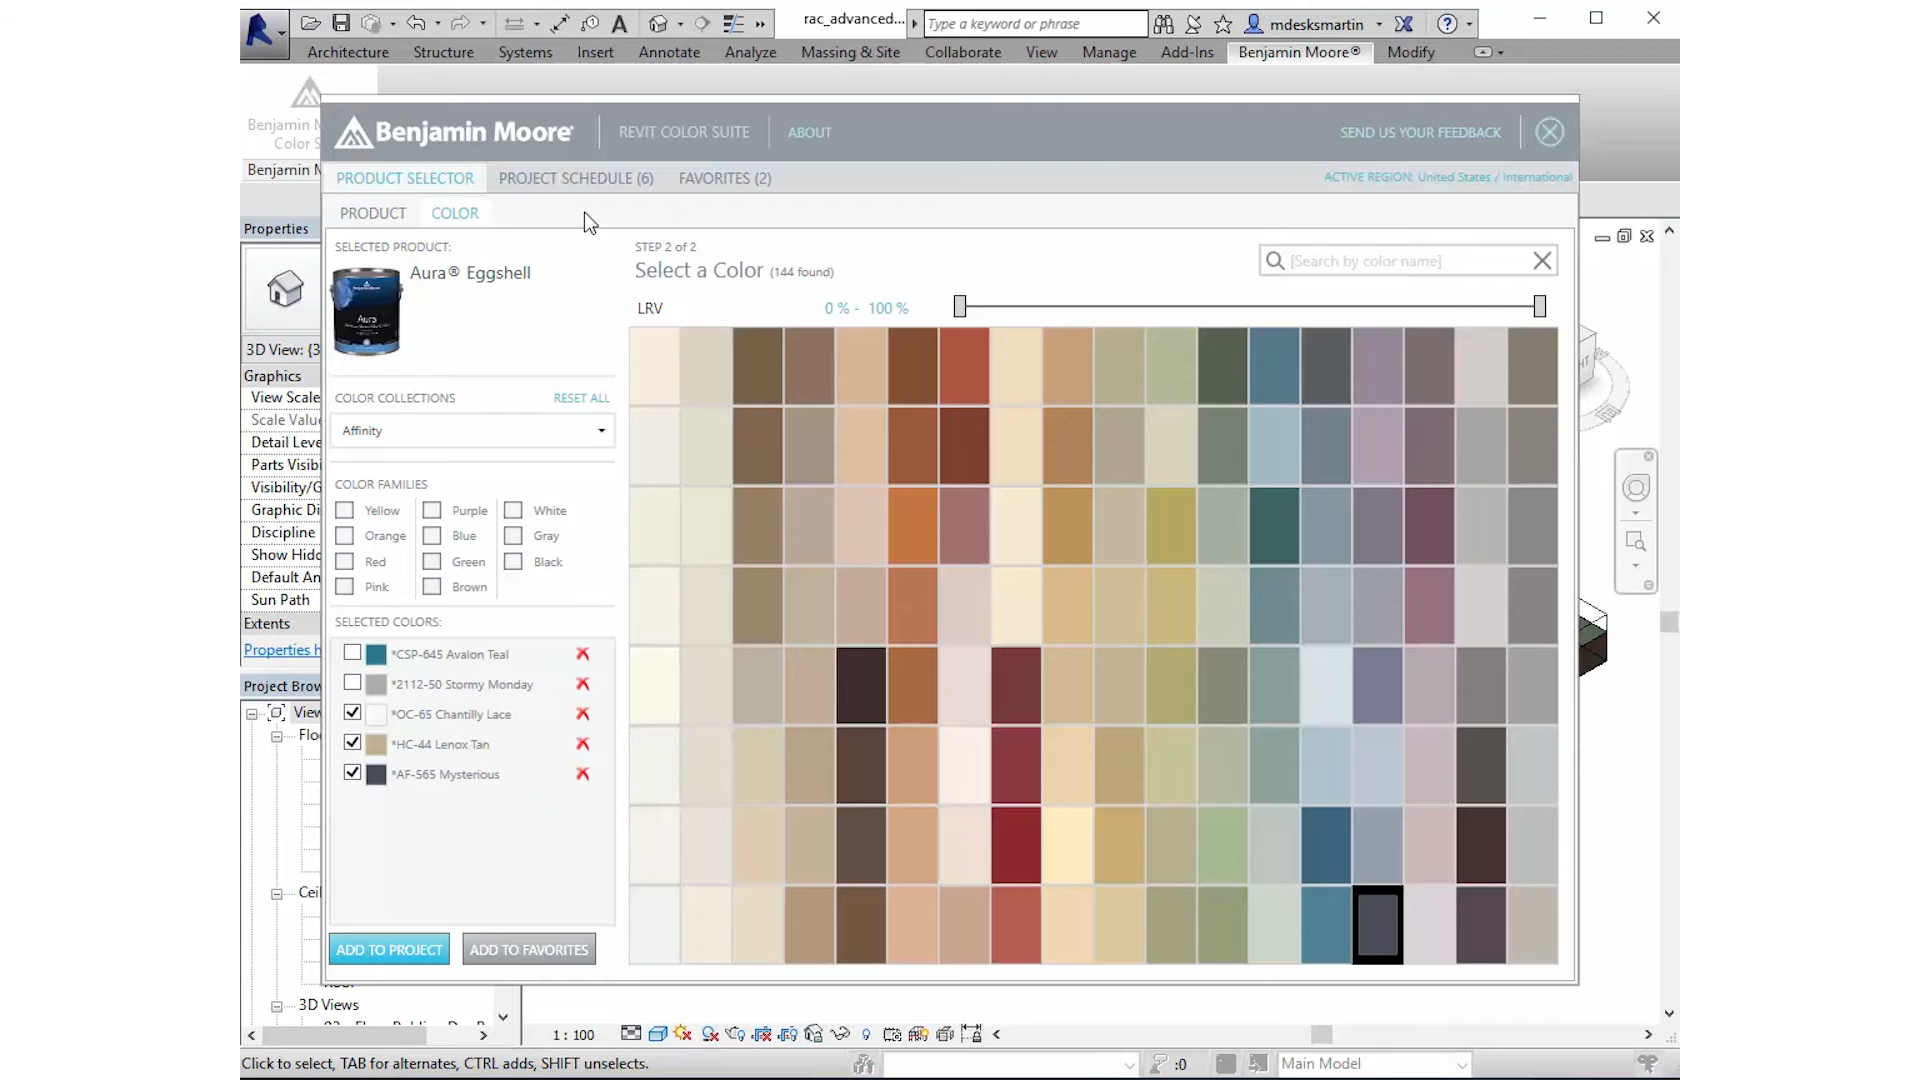 rac_advanced...
Type a keyword or phrase
mdesksmartin
Architecture Structure Systems Insert Annotate Analyze Massing & Site Collaborate View Manage Add-Ins Benjamin Moore® Modify
Benjamin M
Color S
Benjamin M
Benjamin Moore®
REVIT COLOR SUITE
ABOUT
SEND US YOUR FEEDBACK
PRODUCT SELECTOR PROJECT SCHEDULE (6) FAVORITES (2)
ACTIVE REGION: United States / International
PRODUCT COLOR
Properties
SELECTED PRODUCT:
Aura® Eggshell
Aura
STEP 2 of 2
Select a Color (144 found)
[Search by color name]
LRV 0 % - 100 %
3D View: {3
Graphics
View Scale
Scale Value
Detail Leve
Parts Visibi
Visibility/G
Graphic Di
Discipline
Show Hidd
Default An
Sun Path
Extents
Properties h
COLOR COLLECTIONS RESET ALL
Affinity
COLOR FAMILIES
Yellow Purple White
Orange Blue Gray
Red Green Black
Pink Brown
SELECTED COLORS:
*CSP-645 Avalon Teal
*2112-50 Stormy Monday
*OC-65 Chantilly Lace
*HC-44 Lenox Tan
*AF-565 Mysterious
ADD TO PROJECT ADD TO FAVORITES
Project Brow
View
Floo
Ceil
3D Views
1 : 100
Click to select, TAB for alternates, CTRL adds, SHIFT unselects.
:0
Main Model